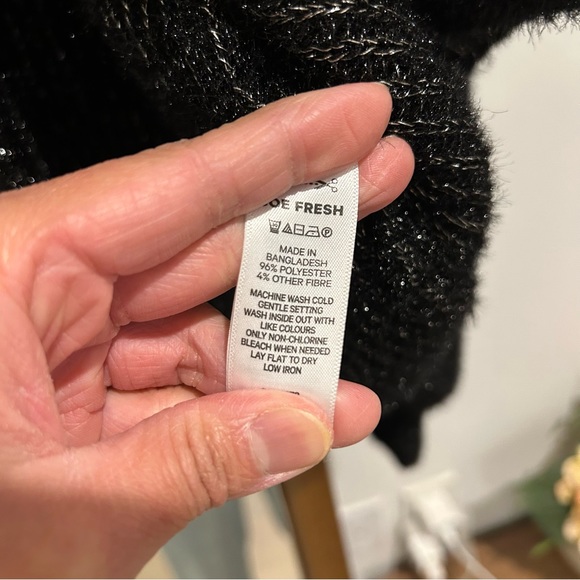 OE FRESH
MADE IN
BANGLADESH
96% POLYESTER
4% OTHER FIBRE
MACHINE WASH COLD
GENTLE SETTING
WASH INSIDE OUT WITH
LIKE COLOURS
ONLY NON-CHLORINE
BLEACH WHEN NEEDED
LAY FLAT TO DRY
LOW IRON